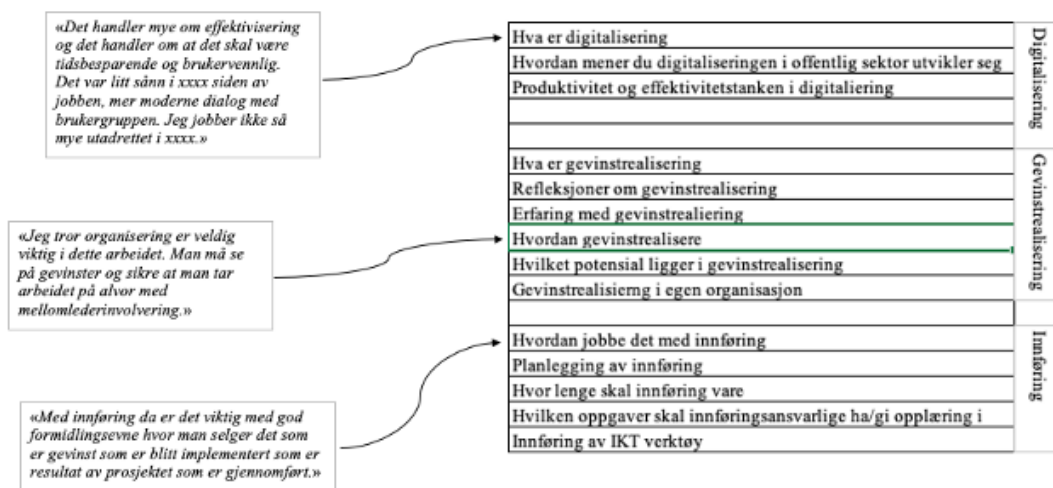 «Det handler mye om effektivisering
og det handler om at det skal være
tidsbesparende og brukervennlig.
Det var litt sånn i xxxx siden av
jobben, mer moderne dialog med
brukergruppen. Jeg jobber ikke så
mye utadrettet i xxxx.»
«Jeg tror organisering er veldig
viktig i dette arbeidet. Man må se
på gevinster og sikre at man tar
arbeidet på alvor med
mellomlederinvolvering.»
«Med innføring da er det viktig med god
formidlingsevne hvor man selger det som
er gevinst som er blitt implementert som er
resultat av prosjektet som er gjennomført.»
Hva er digitalisering
Hvordan mener du digitaliseringen i offentlig sektor utvikler seg
Produktivitet og effektivitetstanken i digitaliering
Digitalisering
Hva er gevinstrealisering
Refleksjoner om gevinstrealisering
Erfaring med gevinstrealiering
Hvordan gevinstrealisere
Hvilket potensial ligger i gevinstrealisering
Gevinstrealisierng i egen organisasjon
Gevinstrealisering
Hvordan jobbe det med innføring
Planlegging av innføring
Hvor lenge skal innføring vare
Hvilken oppgaver skal innføringsansvarlige ha/gi opplæring i
Innføring av IKT verktøy
Innføring